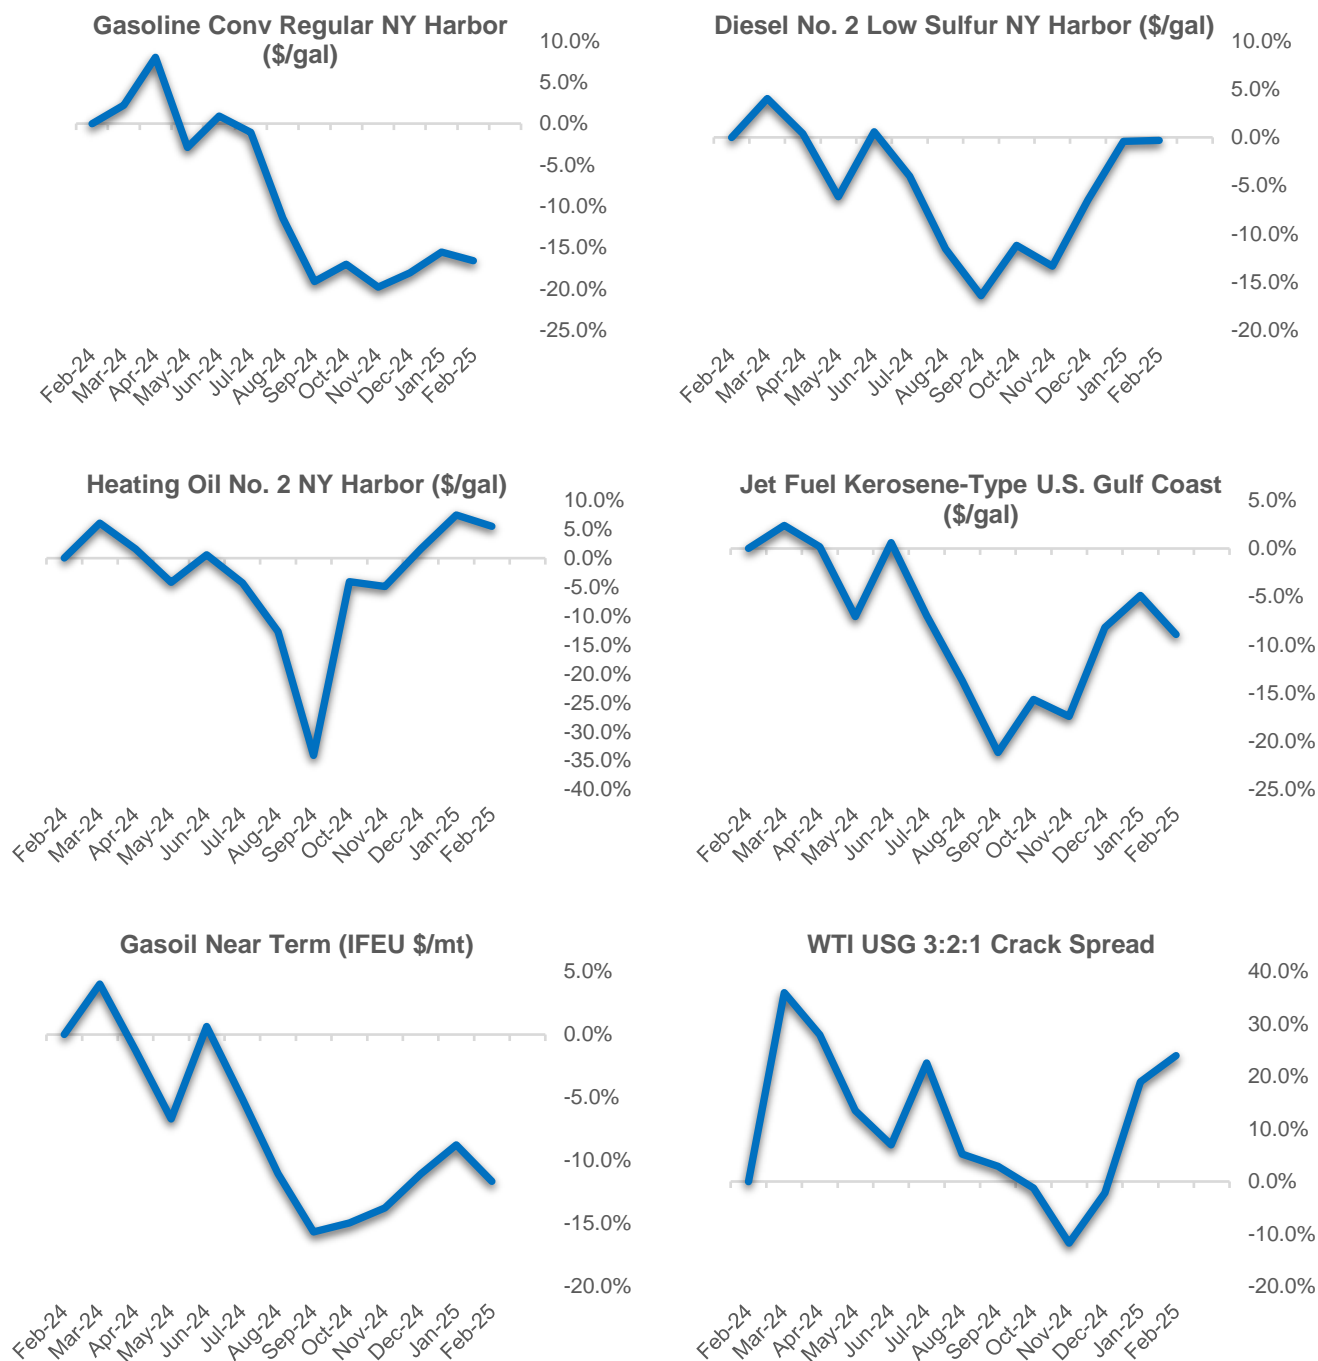 Gasoline Conv Regular NY Harbor
($/gal)
10.0%
5.0%
0.0%
-5.0%
-10.0%
-15.0%
-20.0%
-25.0%
Feb-24
Mar-24
Apr-24
May-24
Jun-24
Jul-24
Aug-24
Sep-24
Oct-24
Nov-24
Dec-24
Jan-25
Feb-25
Diesel No. 2 Low Sulfur NY Harbor ($/gal)
10.0%
5.0%
0.0%
-5.0%
-10.0%
-15.0%
-20.0%
Feb-24
Mar-24
Apr-24
May-24
Jun-24
Jul-24
Aug-24
Sep-24
Oct-24
Nov-24
Dec-24
Jan-25
Feb-25
Heating Oil No. 2 NY Harbor ($/gal)
10.0%
5.0%
0.0%
-5.0%
-10.0%
-15.0%
-20.0%
-25.0%
-30.0%
-35.0%
-40.0%
Feb-24
Mar-24
Apr-24
May-24
Jun-24
Jul-24
Aug-24
Sep-24
Oct-24
Nov-24
Dec-24
Jan-25
Feb-25
Jet Fuel Kerosene-Type U.S. Gulf Coast
($/gal)
5.0%
0.0%
-5.0%
-10.0%
-15.0%
-20.0%
-25.0%
Feb-24
Mar-24
Apr-24
May-24
Jun-24
Jul-24
Aug-24
Sep-24
Oct-24
Nov-24
Dec-24
Jan-25
Feb-25
Gasoil Near Term (IFEU $/mt)
5.0%
0.0%
-5.0%
-10.0%
-15.0%
-20.0%
Feb-24
Mar-24
Apr-24
May-24
Jun-24
Jul-24
Aug-24
Sep-24
Oct-24
Nov-24
Dec-24
Jan-25
Feb-25
WTI USG 3:2:1 Crack Spread
40.0%
30.0%
20.0%
10.0%
0.0%
-10.0%
-20.0%
Feb-24
Mar-24
Apr-24
May-24
Jun-24
Jul-24
Aug-24
Sep-24
Oct-24
Nov-24
Dec-24
Jan-25
Feb-25